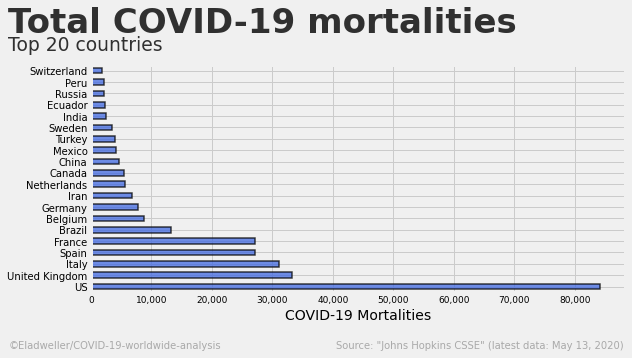 Total COVID-19 mortalities
Top 20 countries
Switzerland
Peru
Russia
Ecuador
India
Sweden
Turkey
Mexico
China
Canada
Netherlands
Iran
Germany
Belgium
Brazil
France
Spain
Italy
United Kingdom
US
0 10,000 20,000 30,000 40,000 50,000 60,000 70,000 80,000
COVID-19 Mortalities
©Eladweller/COVID-19-worldwide-analysis Source: "Johns Hopkins CSSE" (latest data: May 13, 2020)